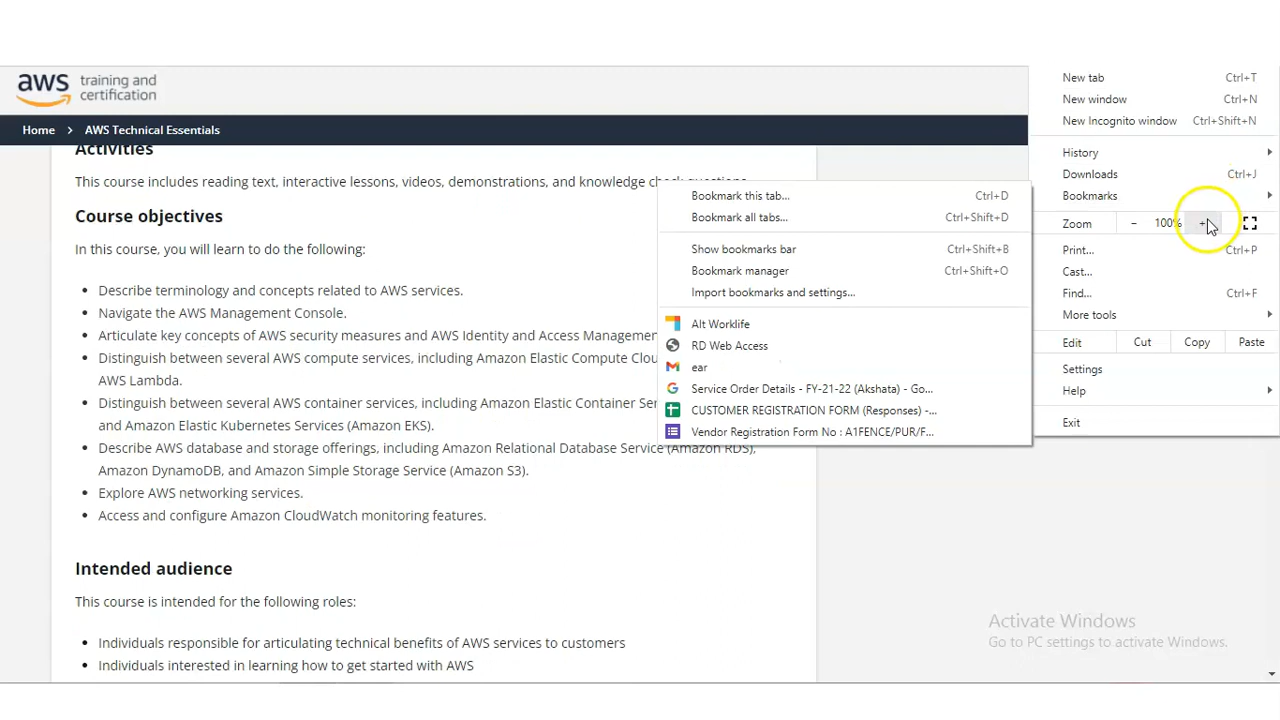 aws training and certification
Home > AWS Technical Essentials
Activities
This course includes reading text, interactive lessons, videos, demonstrations, and knowledge check questions.
Course objectives
In this course, you will learn to do the following:
• Describe terminology and concepts related to AWS services.
• Navigate the AWS Management Console.
• Articulate key concepts of AWS security measures and AWS Identity and Access Managemen
• Distinguish between several AWS compute services, including Amazon Elastic Compute Clou
AWS Lambda.
• Distinguish between several AWS container services, including Amazon Elastic Container Ser
and Amazon Elastic Kubernetes Services (Amazon EKS).
• Describe AWS database and storage offerings, including Amazon Relational Database Service (Amazon RDS),
Amazon DynamoDB, and Amazon Simple Storage Service (Amazon S3).
• Explore AWS networking services.
• Access and configure Amazon CloudWatch monitoring features.
Intended audience
This course is intended for the following roles:
• Individuals responsible for articulating technical benefits of AWS services to customers
• Individuals interested in learning how to get started with AWS
Bookmark this tab... Ctrl+D
Bookmark all tabs... Ctrl+Shift+D
Show bookmarks bar Ctrl+Shift+B
Bookmark manager Ctrl+Shift+O
Import bookmarks and settings...
Alt Worklife
RD Web Access
ear
Service Order Details - FY-21-22 (Akshata) - Go...
CUSTOMER REGISTRATION FORM (Responses) -...
Vendor Registration Form No : A1FENCE/PUR/F...
New tab Ctrl+T
New window Ctrl+N
New Incognito window Ctrl+Shift+N
History
Downloads Ctrl+J
Bookmarks
Zoom - 100% +
Print... Ctrl+P
Cast...
Find... Ctrl+F
More tools
Edit Cut Copy Paste
Settings
Help
Exit
Activate Windows
Go to PC settings to activate Windows.